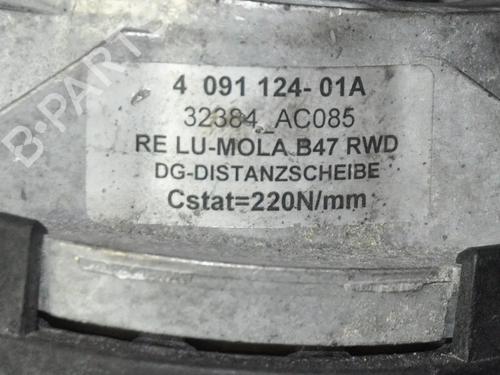 B-PARTS
4 091 124-01A
32384_AC085
RE LU-MOLA B47 RWD
DG-DISTANZSCHEIBE
Cstat=220N/mm